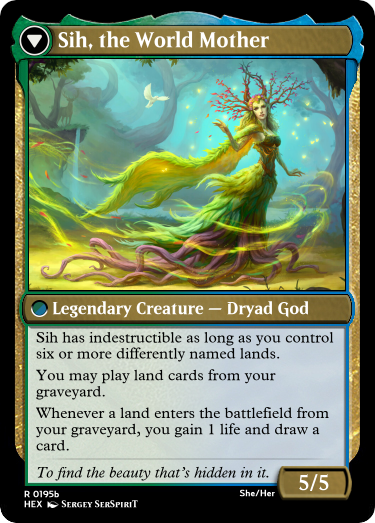 Sih, the World Mother
Legendary Creature — Dryad God
Sih has indestructible as long as you control
six or more differently named lands.
You may play land cards from your
graveyard.
Whenever a land enters the battlefield from
your graveyard, you gain 1 life and draw a
card.
To find the beauty that's hidden in it.
5/5
R 0195b
She/Her
HEX Sergey SerSpiriT